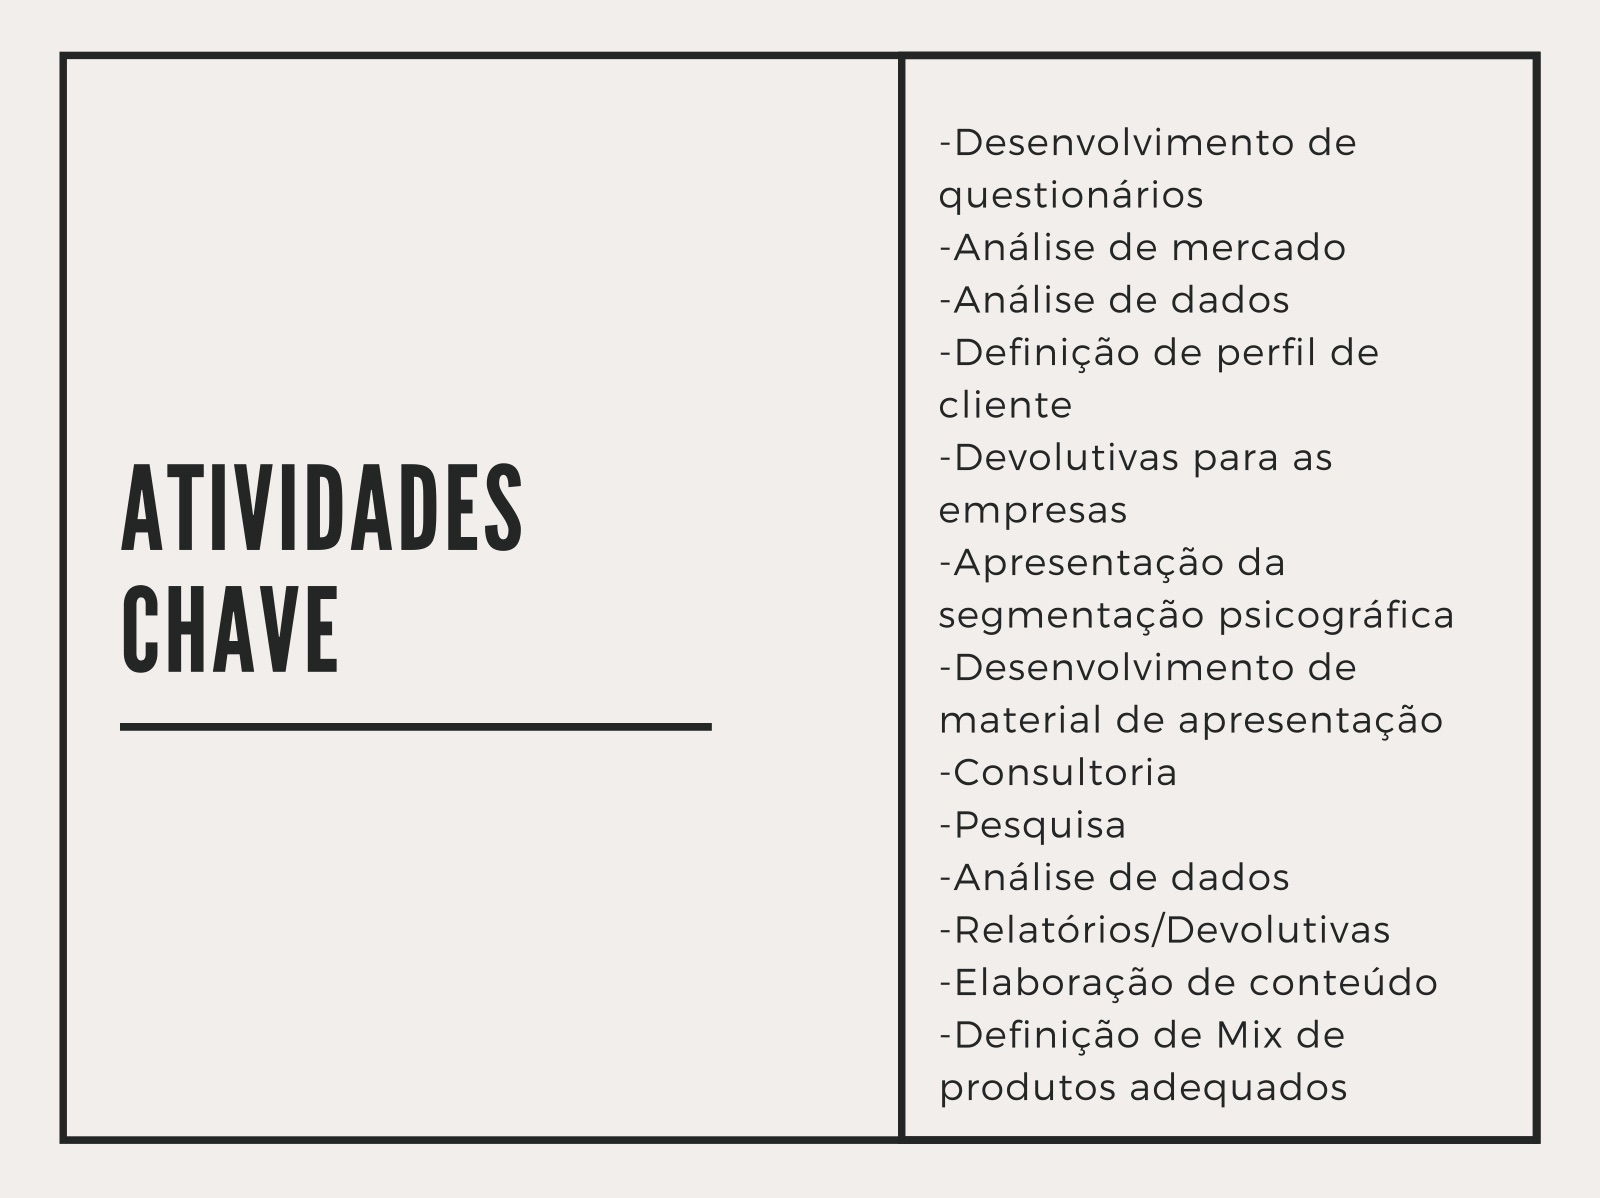 ATIVIDADES
CHAVE
-Desenvolvimento de
questionários
-Análise de mercado
-Análise de dados
-Definição de perfil de
cliente
-Devolutivas para as
empresas
-Apresentação da
segmentação psicográfica
-Desenvolvimento de
material de apresentação
-Consultoria
-Pesquisa
-Análise de dados
-Relatórios/Devolutivas
-Elaboração de conteúdo
-Definição de Mix de
produtos adequados